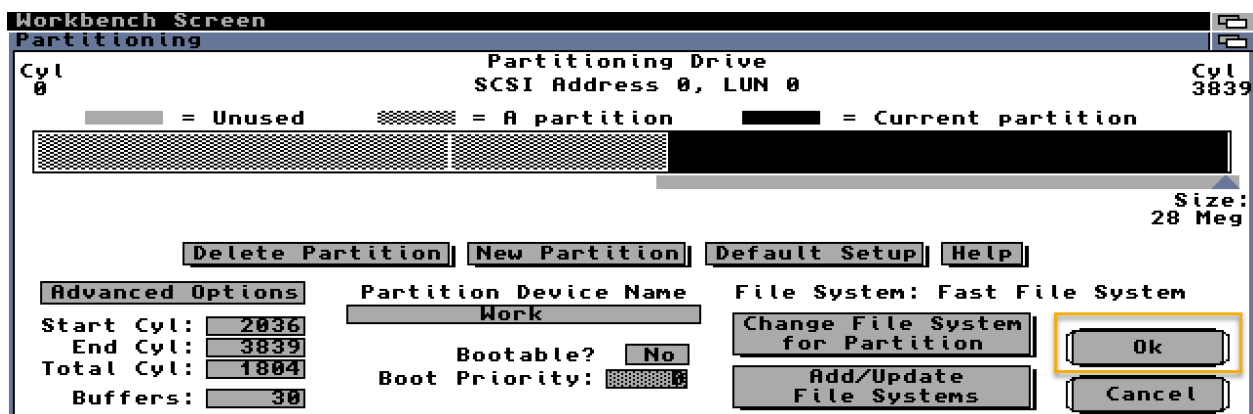 Workbench Screen
Partitioning
Partitioning Drive
Cyl
0
SCSI Address 0, LUN 0
Cyl
3839
= Unused
= A partition
= Current partition
Size:
28 Meg
Delete Partition New Partition Default Setup Help
Advanced Options
Partition Device Name
File System: Fast File System
Work
Start Cyl: 2036
End Cyl: 3839
Total Cyl: 1804
Buffers: 30
Bootable? No
Boot Priority: 0
Change File System
for Partition
Add/Update
File Systems
Ok
Cancel